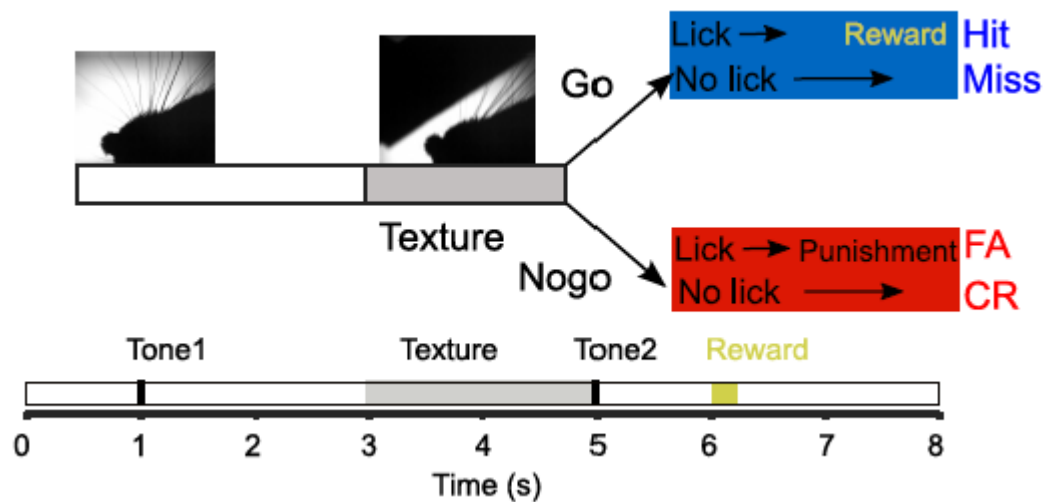 Go
Lick Reward Hit
No lick Miss
Texture
Nogo
Lick Punishment FA
No lick CR
Tone1 Texture Tone2 Reward
0 1 2 3 4 5 6 7 8
Time (s)